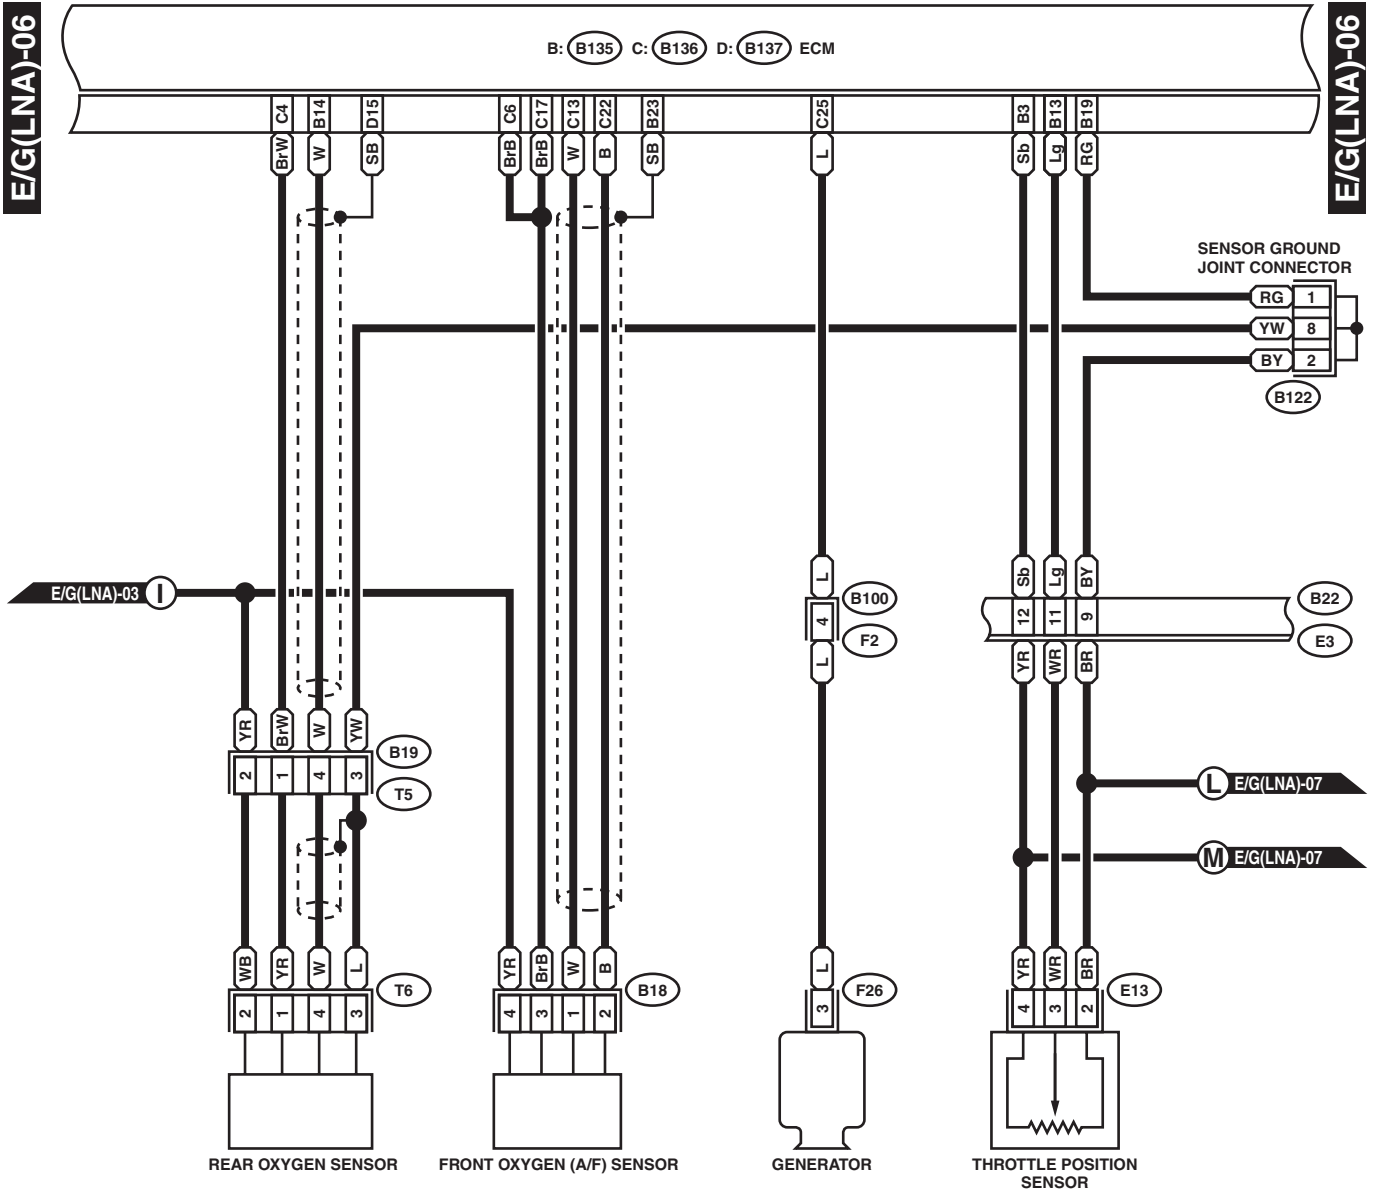 E/G(LNA)-06
E/G(LNA)-06
B: B135 C: B136 D: B137 ECM
C4 B14 D15 C6 C17 C13 C22 B23 C25 B3 B13 B19
BrW W SB BrB BrB W B SB L Sb Lg RG
SENSOR GROUND
JOINT CONNECTOR
RG 1
YW 8
BY 2
B122
L Sb Lg BY
E/G(LNA)-03 I
4 B100 12 11 9 B22
F2 E3
L YR WR BR
YR BrW W YW
2 1 4 3 B19
T5
L E/G(LNA)-07
M E/G(LNA)-07
WB YR W L YR BrB W B L YR WR BR
2 1 4 3 T6 4 3 1 2 B18 3 F26 4 3 2 E13
REAR OXYGEN SENSOR FRONT OXYGEN (A/F) SENSOR GENERATOR THROTTLE POSITION
SENSOR